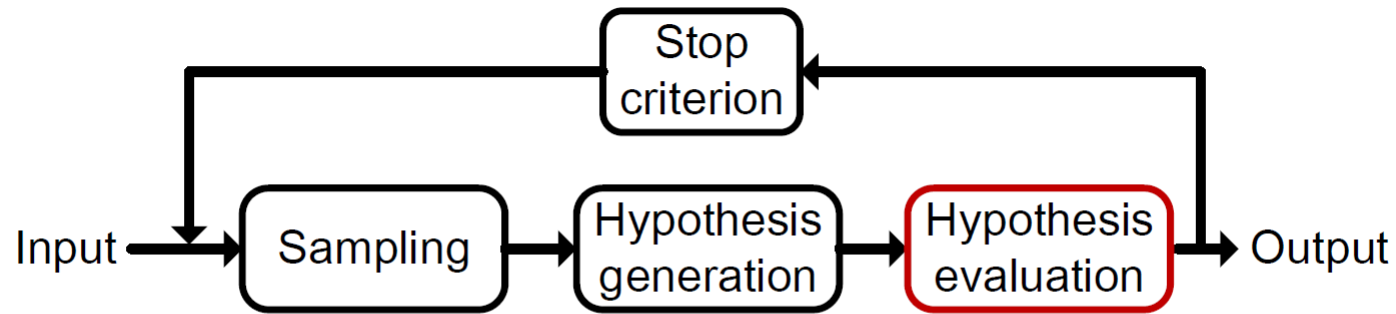 Stop
criterion
Input
Sampling
Hypothesis
generation
Hypothesis
evaluation
Output